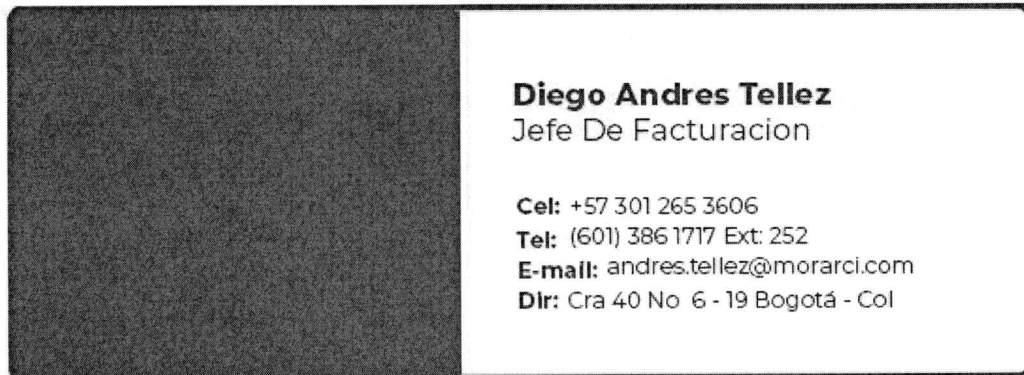 Diego Andres Tellez
Jefe De Facturacion
Cel: +57 301 265 3606
Tel: (601) 386 1717 Ext: 252
E-mail: andres.tellez@morarci.com
Dir: Cra 40 No 6 - 19 Bogotá - Col